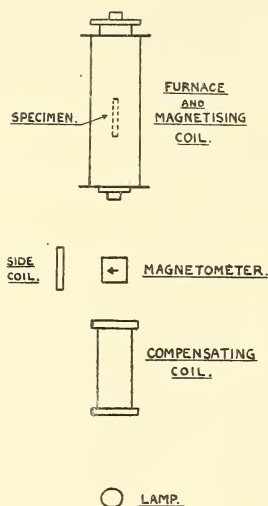 FURNACE
AND
MAGNETISING
COIL.
SPECIMEN.
SIDE
COIL.
MAGNETOMETER.
COMPENSATING
COIL.
LAMP.